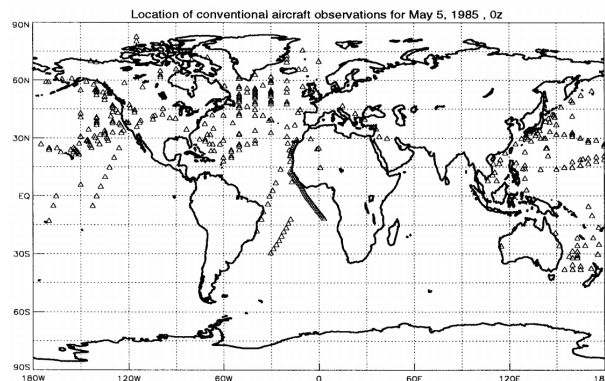 Location of conventional aircraft observations for May 5, 1985 , 0z
90N
60N
30N
EQ
30S
60S
90S
180W 120W 60W 0 60E 120E 18